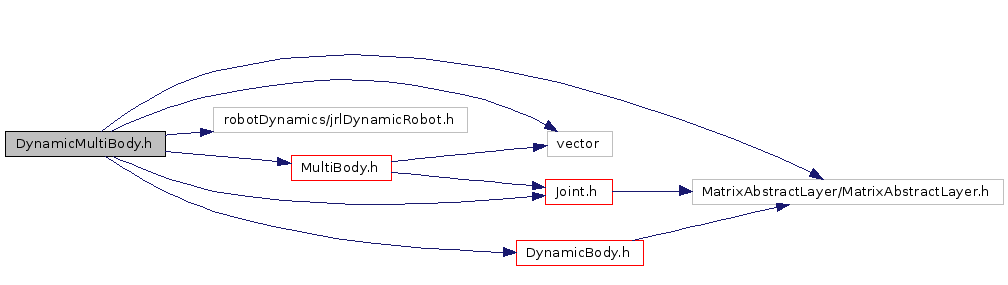 DynamicMultiBody.h
robotDynamics/jrlDynamicRobot.h
vector
MultiBody.h
Joint.h
MatrixAbstractLayer/MatrixAbstractLayer.h
DynamicBody.h